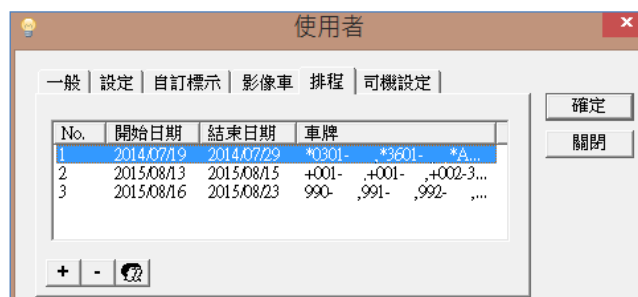 使用者
一般 設定 自訂標示 影像車 排程 司機設定
確定
關閉
No. 開始日期 結束日期 車牌
1 2014/07/19 2014/07/29 *0301- ,*3601- *A...
2 2015/08/13 2015/08/15 +001- ,+001- ,+002-3...
3 2015/08/16 2015/08/23 990- ,991- ,992- ,...
+ -